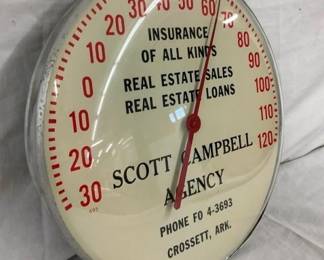 30 20 10 0 10 20 30 40 50 60 80 90 100 110 120
INSURANCE
OF ALL KINDS
REAL ESTATE SALES
REAL ESTATE LOANS
SCOTT CAMPBELL
AGENCY
PHONE FO 4-3693
CROSSETT, ARK.